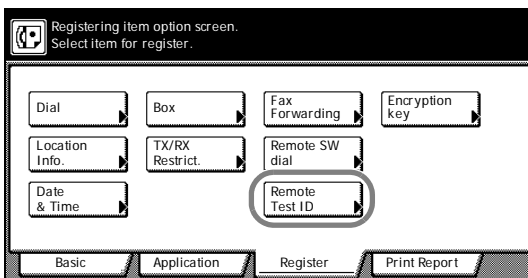 Registering item option screen.
Select item for register.
Dial
Box
Fax
Forwarding
Encryption
key
Location
Info.
TX/RX
Restrict.
Remote SW
dial
Date
& Time
Remote
Test ID
Basic
Application
Register
Print Report